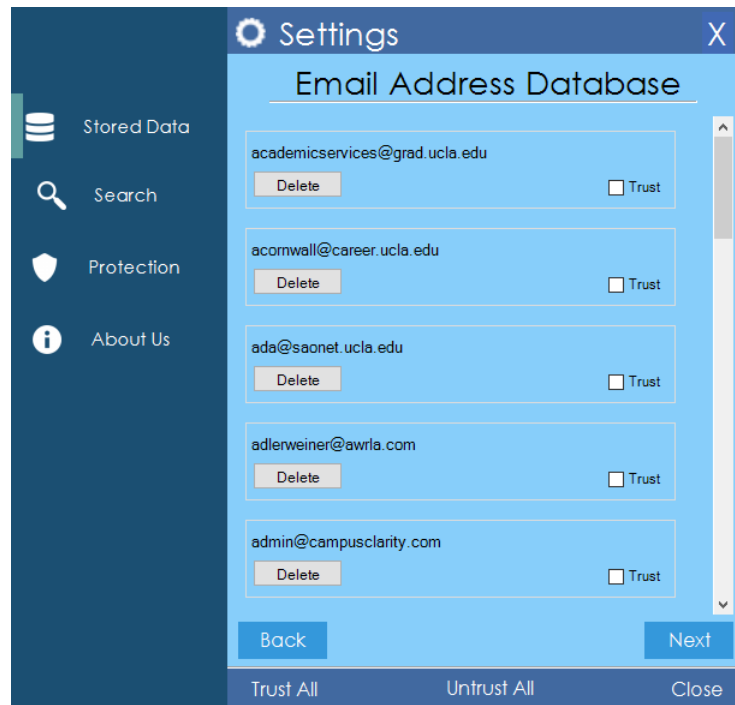 Settings X
Email Address Database
Stored Data
Search
Protection
About Us
academicservices@grad.ucla.edu
Delete Trust
acornwall@career.ucla.edu
Delete Trust
ada@saonet.ucla.edu
Delete Trust
adlerweiner@awrla.com
Delete Trust
admin@campusclarity.com
Delete Trust
Back Next
Trust All Untrust All Close